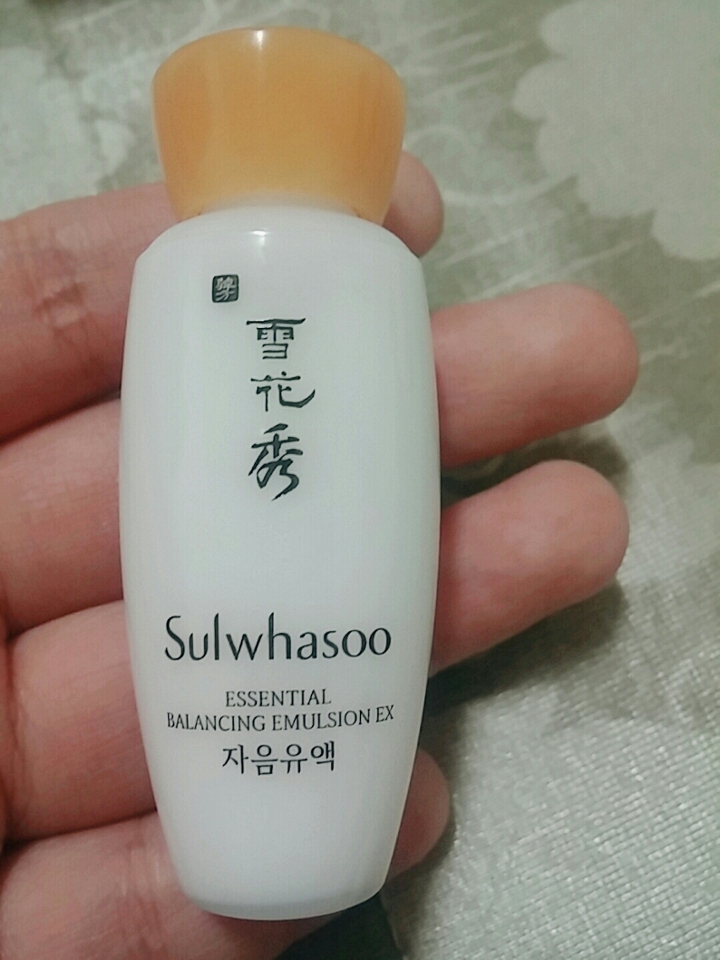 雪
花
秀
Sulwhasoo
ESSENTIAL
BALANCING EMULSION EX
자음유액